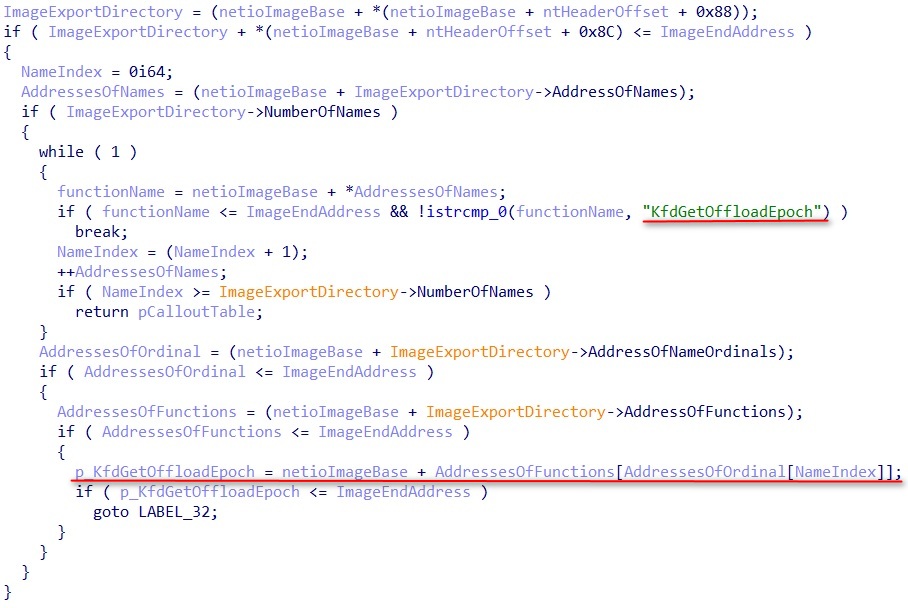 ImageExportDirectory = (netioImageBase + *(netioImageBase + ntHeaderOffset + 0x88));
if ( ImageExportDirectory + *(netioImageBase + ntHeaderOffset + 0x8C) <= ImageEndAddress )
{
  NameIndex = 0i64;
  AddressesOfNames = (netioImageBase + ImageExportDirectory->AddressOfNames);
  if ( ImageExportDirectory->NumberOfNames )
  {
    while ( 1 )
    {
      functionName = netioImageBase + *AddressesOfNames;
      if ( functionName <= ImageEndAddress && !istrcmp_0(functionName, "KfdGetOffloadEpoch") )
        break;
      NameIndex = (NameIndex + 1);
      ++AddressesOfNames;
      if ( NameIndex >= ImageExportDirectory->NumberOfNames )
        return pCalloutTable;
    }
    AddressesOfOrdinal = (netioImageBase + ImageExportDirectory->AddressOfNameOrdinals);
    if ( AddressesOfOrdinal <= ImageEndAddress )
    {
      AddressesOfFunctions = (netioImageBase + ImageExportDirectory->AddressOfFunctions);
      if ( AddressesOfFunctions <= ImageEndAddress )
      {
        p_KfdGetOffloadEpoch = netioImageBase + AddressesOfFunctions[AddressesOfOrdinal[NameIndex]];
        if ( p_KfdGetOffloadEpoch <= ImageEndAddress )
          goto LABEL_32;
      }
    }
  }
}